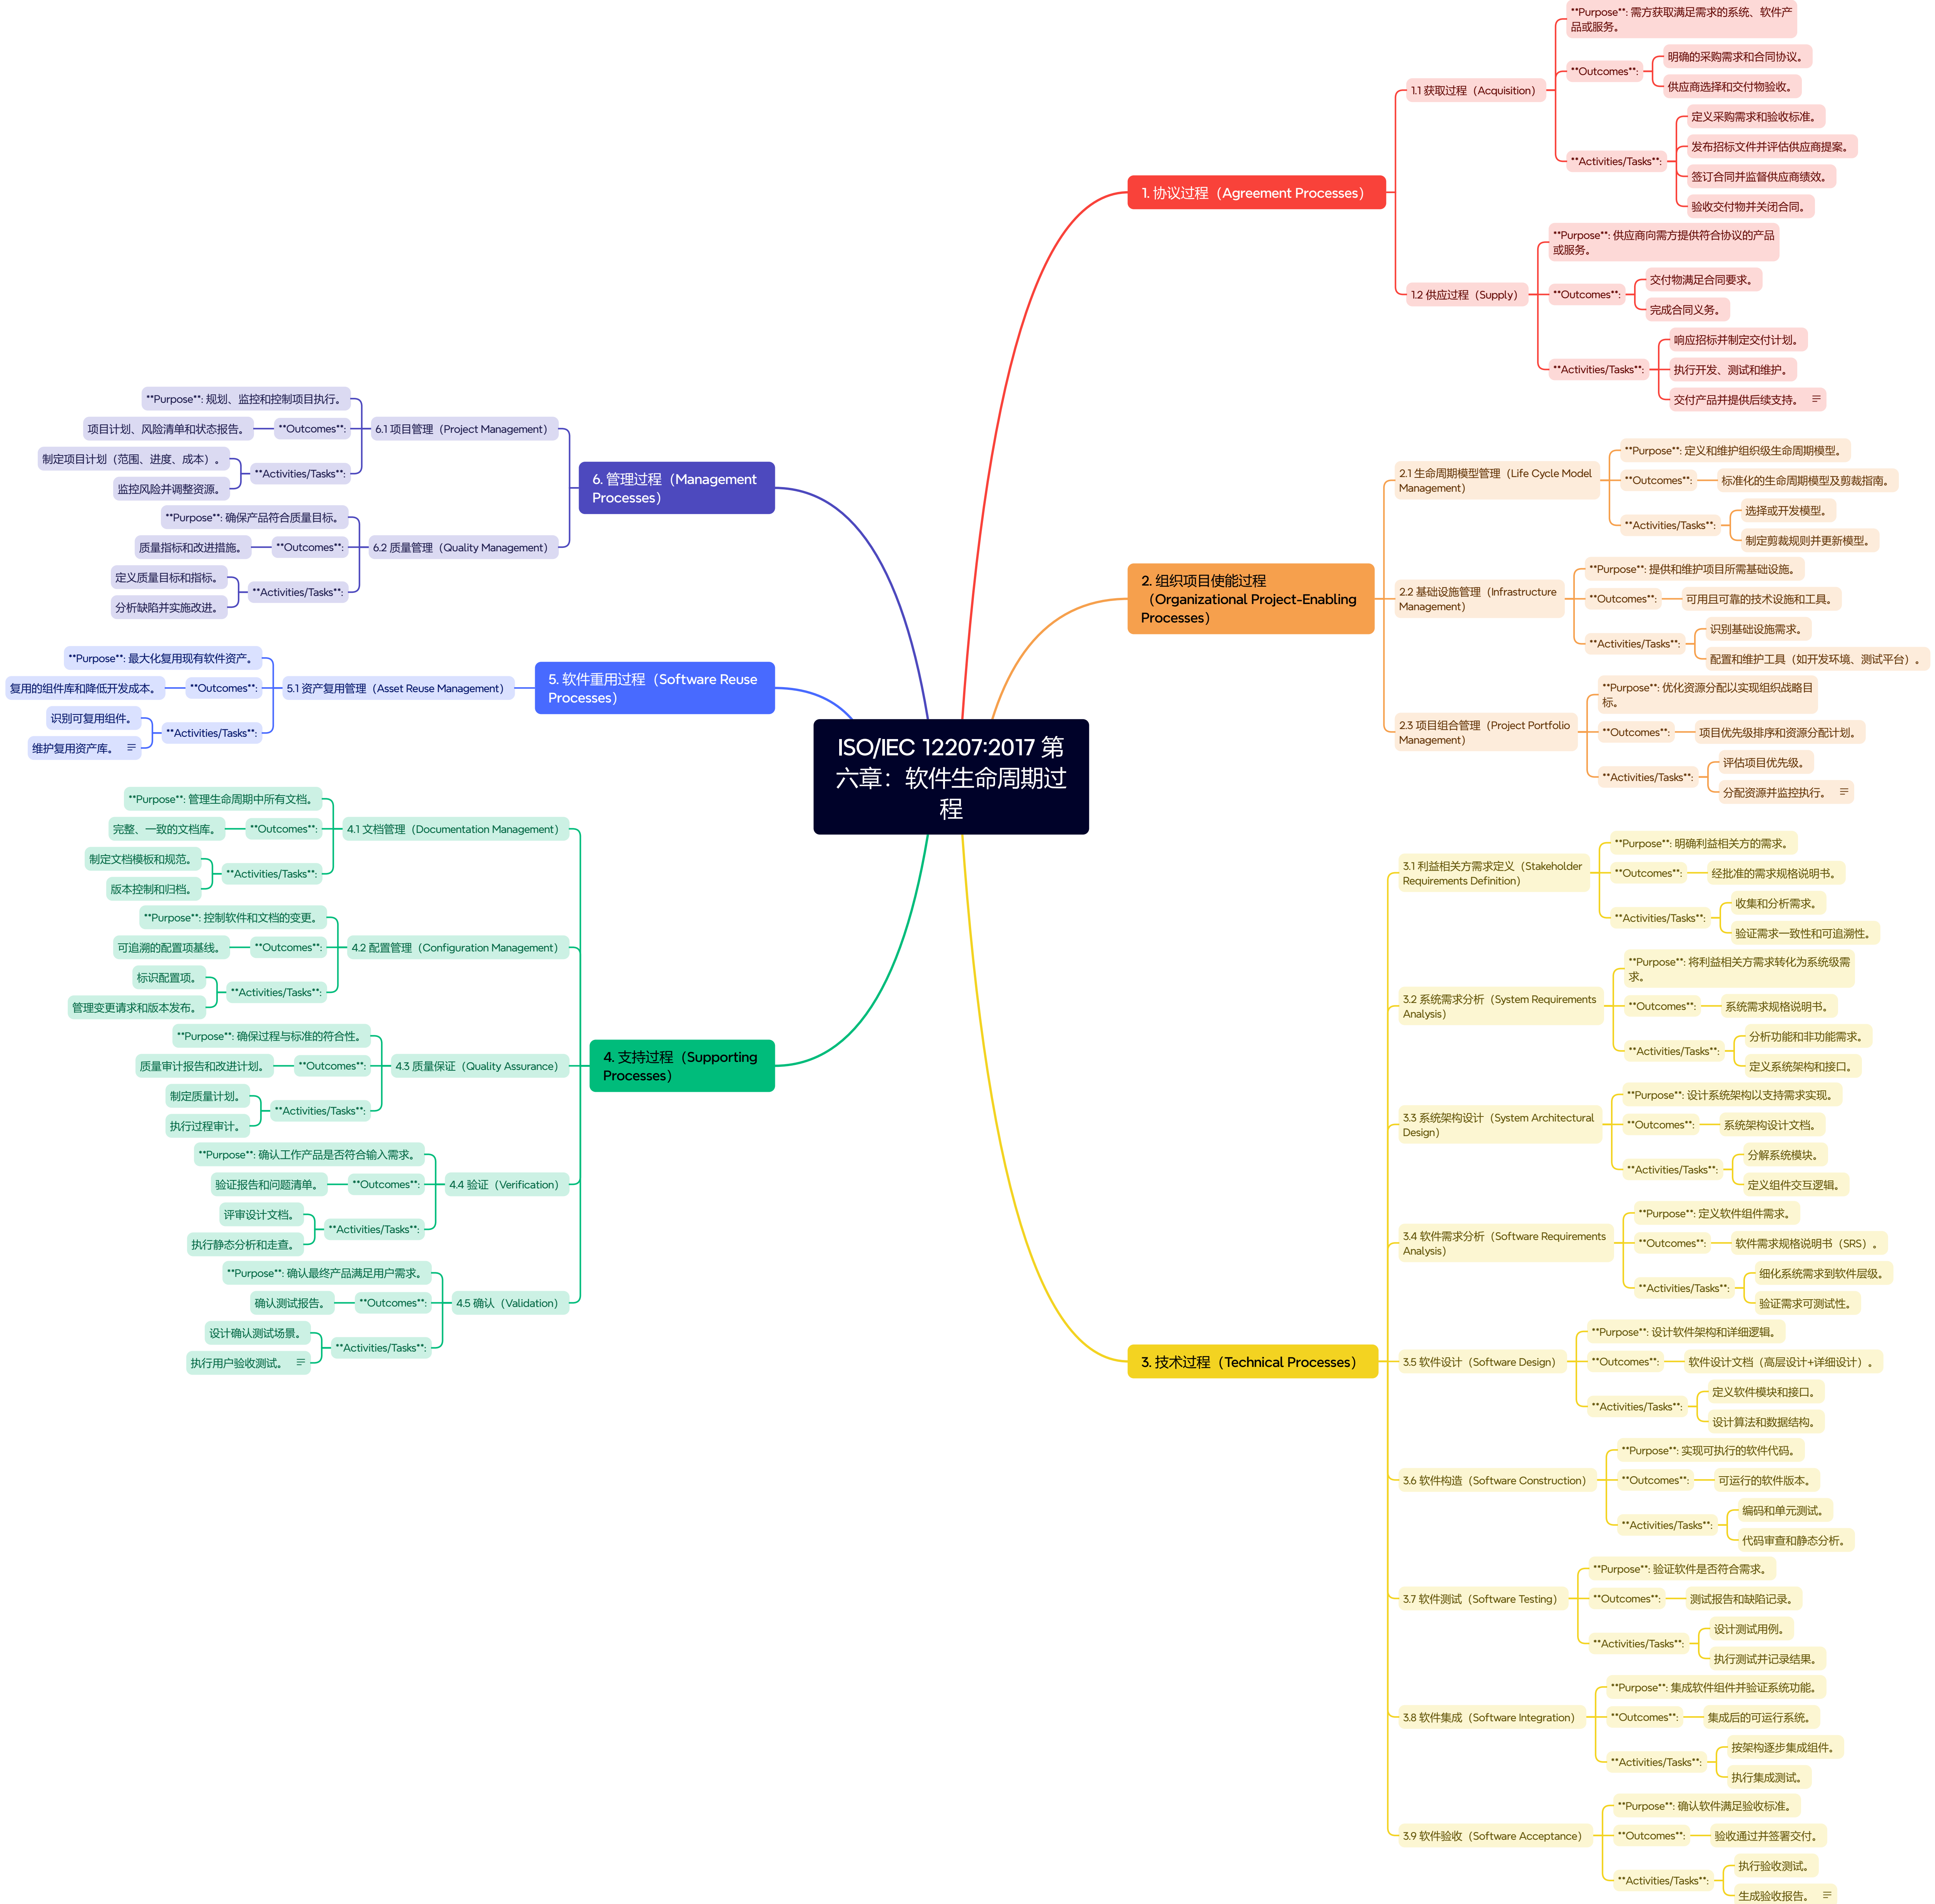 ISO/IEC 12207:2017 第
六章：软件生命周期过
程
1. 协议过程（Agreement Processes）
1.1 获取过程（Acquisition）
**Purpose**: 需方获取满足需求的系统、软件产
品或服务。
**Outcomes**:
明确的采购需求和合同协议。
供应商选择和交付物验收。
**Activities/Tasks**:
定义采购需求和验收标准。
发布招标文件并评估供应商提案。
签订合同并监督供应商绩效。
验收交付物并关闭合同。
1.2 供应过程（Supply）
**Purpose**: 供应商向需方提供符合协议的产品
或服务。
**Outcomes**:
交付物满足合同要求。
完成合同义务。
**Activities/Tasks**:
响应招标并制定交付计划。
执行开发、测试和维护。
交付产品并提供后续支持。
2. 组织项目使能过程
（Organizational Project-Enabling
Processes）
2.1 生命周期模型管理（Life Cycle Model
Management）
**Purpose**: 定义和维护组织级生命周期模型。
**Outcomes**:
标准化的生命周期模型及剪裁指南。
**Activities/Tasks**:
选择或开发模型。
制定剪裁规则并更新模型。
2.2 基础设施管理（Infrastructure
Management）
**Purpose**: 提供和维护项目所需基础设施。
**Outcomes**:
可用且可靠的技术设施和工具。
**Activities/Tasks**:
识别基础设施需求。
配置和维护工具（如开发环境、测试平台）。
2.3 项目组合管理（Project Portfolio
Management）
**Purpose**: 优化资源分配以实现组织战略目
标。
**Outcomes**:
项目优先级排序和资源分配计划。
**Activities/Tasks**:
评估项目优先级。
分配资源并监控执行。
3. 技术过程（Technical Processes）
3.1 利益相关方需求定义（Stakeholder
Requirements Definition）
**Purpose**: 明确利益相关方的需求。
**Outcomes**:
经批准的需求规格说明书。
**Activities/Tasks**:
收集和分析需求。
验证需求一致性和可追溯性。
3.2 系统需求分析（System Requirements
Analysis）
**Purpose**: 将利益相关方需求转化为系统级需
求。
**Outcomes**:
系统需求规格说明书。
**Activities/Tasks**:
分析功能和非功能需求。
定义系统架构和接口。
3.3 系统架构设计（System Architectural
Design）
**Purpose**: 设计系统架构以支持需求实现。
**Outcomes**:
系统架构设计文档。
**Activities/Tasks**:
分解系统模块。
定义组件交互逻辑。
3.4 软件需求分析（Software Requirements
Analysis）
**Purpose**: 定义软件组件需求。
**Outcomes**:
软件需求规格说明书（SRS）。
**Activities/Tasks**:
细化系统需求到软件层级。
验证需求可测试性。
3.5 软件设计（Software Design）
**Purpose**: 设计软件架构和详细逻辑。
**Outcomes**:
软件设计文档（高层设计+详细设计）。
**Activities/Tasks**:
定义软件模块和接口。
设计算法和数据结构。
3.6 软件构造（Software Construction）
**Purpose**: 实现可执行的软件代码。
**Outcomes**:
可运行的软件版本。
**Activities/Tasks**:
编码和单元测试。
代码审查和静态分析。
3.7 软件测试（Software Testing）
**Purpose**: 验证软件是否符合需求。
**Outcomes**:
测试报告和缺陷记录。
**Activities/Tasks**:
设计测试用例。
执行测试并记录结果。
3.8 软件集成（Software Integration）
**Purpose**: 集成软件组件并验证系统功能。
**Outcomes**:
集成后的可运行系统。
**Activities/Tasks**:
按架构逐步集成组件。
执行集成测试。
3.9 软件验收（Software Acceptance）
**Purpose**: 确认软件满足验收标准。
**Outcomes**:
验收通过并签署交付。
**Activities/Tasks**:
执行验收测试。
生成验收报告。
4. 支持过程（Supporting
Processes）
4.1 文档管理（Documentation Management）
**Purpose**: 管理生命周期中所有文档。
**Outcomes**:
完整、一致的文档库。
**Activities/Tasks**:
制定文档模板和规范。
版本控制和归档。
4.2 配置管理（Configuration Management）
**Purpose**: 控制软件和文档的变更。
**Outcomes**:
可追溯的配置项基线。
**Activities/Tasks**:
标识配置项。
管理变更请求和版本发布。
4.3 质量保证（Quality Assurance）
**Purpose**: 确保过程与标准的符合性。
**Outcomes**:
质量审计报告和改进计划。
**Activities/Tasks**:
制定质量计划。
执行过程审计。
4.4 验证（Verification）
**Purpose**: 确认工作产品是否符合输入需求。
**Outcomes**:
验证报告和问题清单。
**Activities/Tasks**:
评审设计文档。
执行静态分析和走查。
4.5 确认（Validation）
**Purpose**: 确认最终产品满足用户需求。
**Outcomes**:
确认测试报告。
**Activities/Tasks**:
设计确认测试场景。
执行用户验收测试。
5. 软件重用过程（Software Reuse
Processes）
5.1 资产复用管理（Asset Reuse Management）
**Purpose**: 最大化复用现有软件资产。
**Outcomes**:
复用的组件库和降低开发成本。
**Activities/Tasks**:
识别可复用组件。
维护复用资产库。
6. 管理过程（Management
Processes）
6.1 项目管理（Project Management）
**Purpose**: 规划、监控和控制项目执行。
**Outcomes**:
项目计划、风险清单和状态报告。
**Activities/Tasks**:
制定项目计划（范围、进度、成本）。
监控风险并调整资源。
6.2 质量管理（Quality Management）
**Purpose**: 确保产品符合质量目标。
**Outcomes**:
质量指标和改进措施。
**Activities/Tasks**:
定义质量目标和指标。
分析缺陷并实施改进。